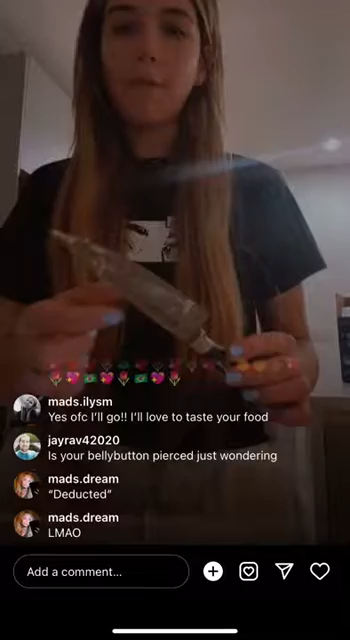 mads.ilysm
Yes ofc I'll go!! I'll love to taste your food
jayrav42020
Is your bellybutton pierced just wondering
mads.dream
“Deducted”
mads.dream
LMAO
Add a comment...